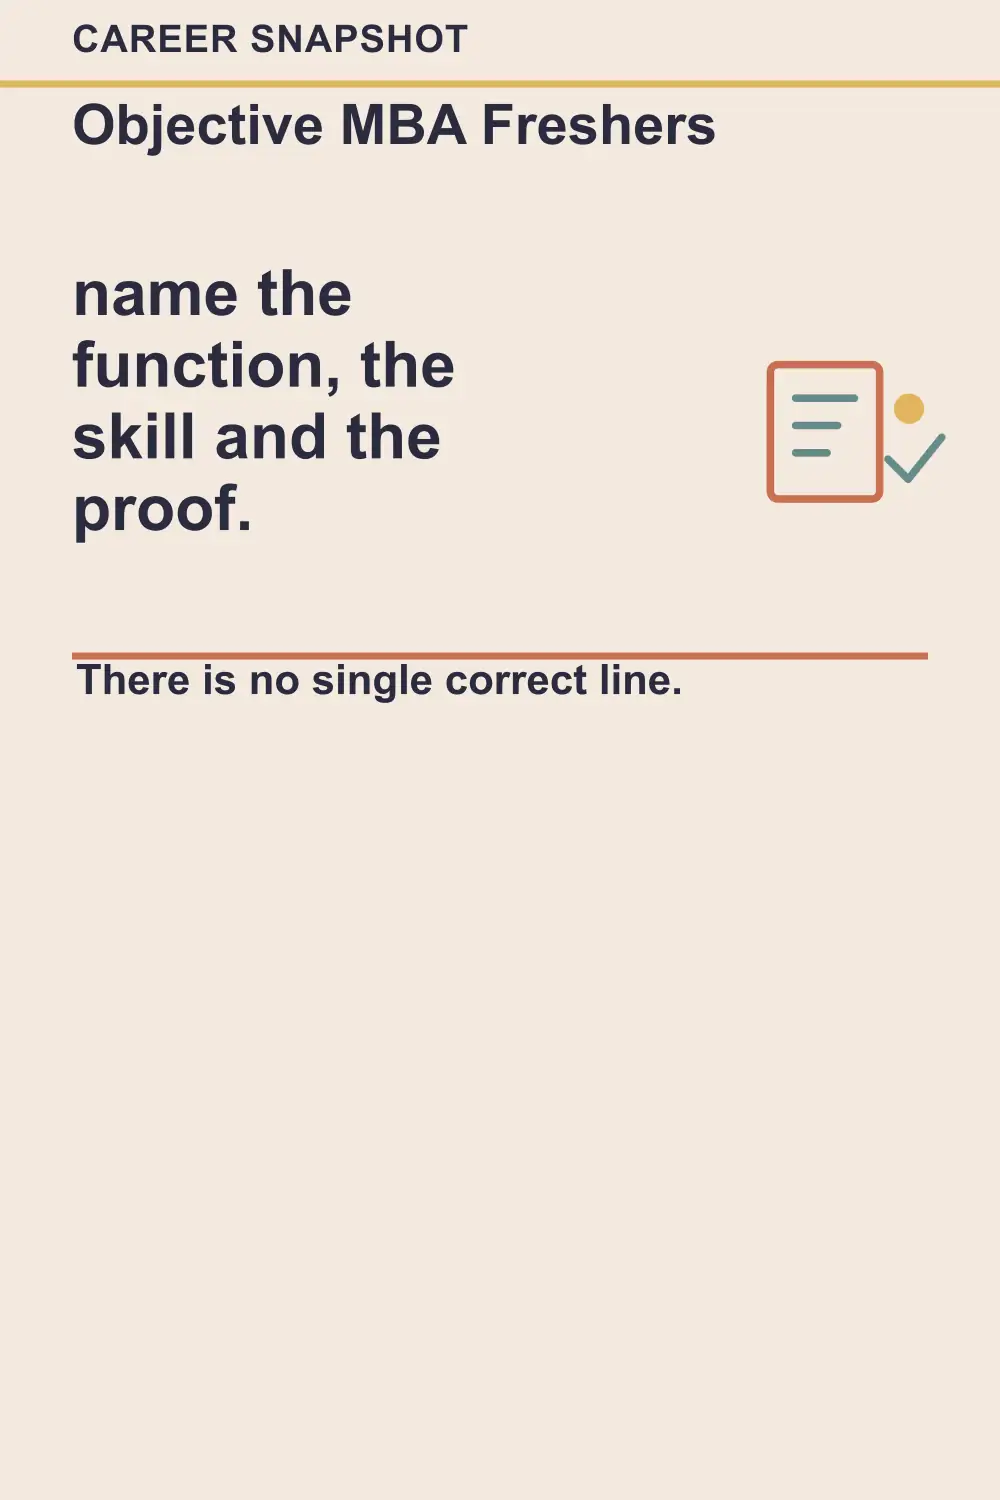 CAREER SNAPSHOT
Objective MBA Freshers
name the
function, the
skill and the
proof.
There is no single correct line.